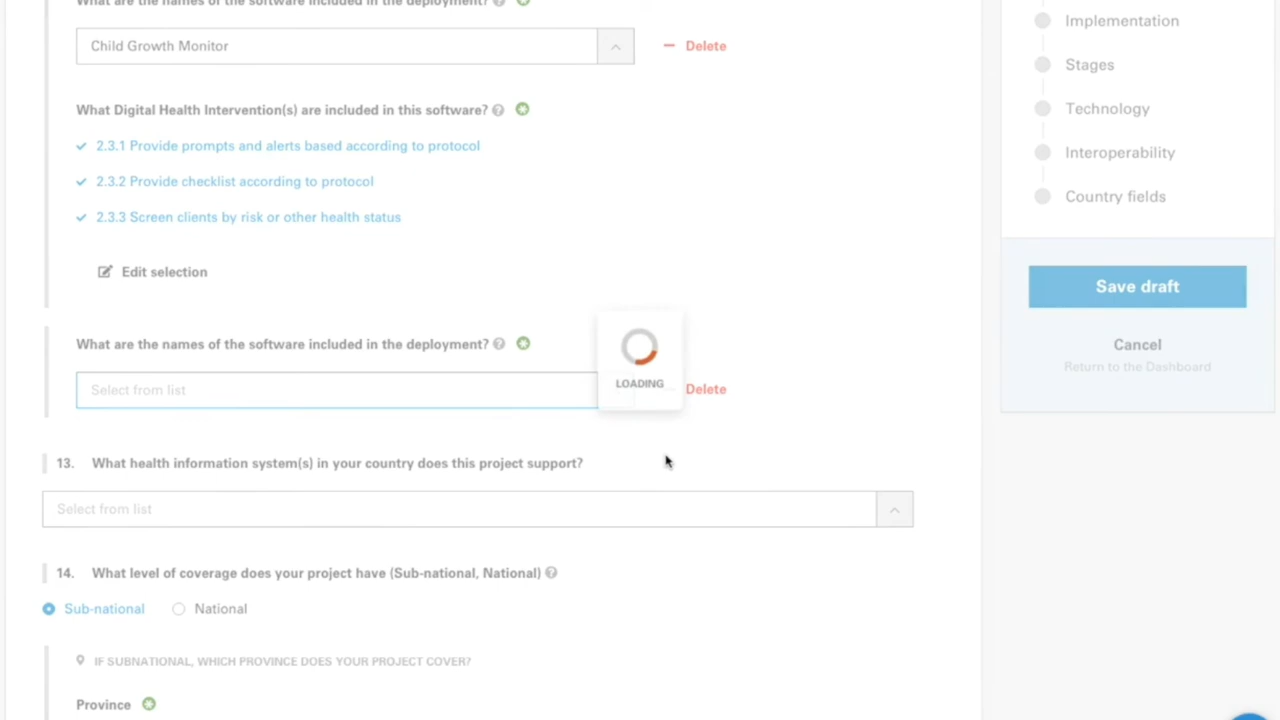 What are the names of the software included in the deployment?
Child Growth Monitor
Delete
What Digital Health Intervention(s) are included in this software?
2.3.1 Provide prompts and alerts based according to protocol
2.3.2 Provide checklist according to protocol
2.3.3 Screen clients by risk or other health status
Edit selection
What are the names of the software included in the deployment?
Select from list
Delete
LOADING
13. What health information system(s) in your country does this project support?
Select from list
14. What level of coverage does your project have (Sub-national, National)
Sub-national
National
IF SUBNATIONAL, WHICH PROVINCE DOES YOUR PROJECT COVER?
Province
Implementation
Stages
Technology
Interoperability
Country fields
Save draft
Cancel
Return to the Dashboard